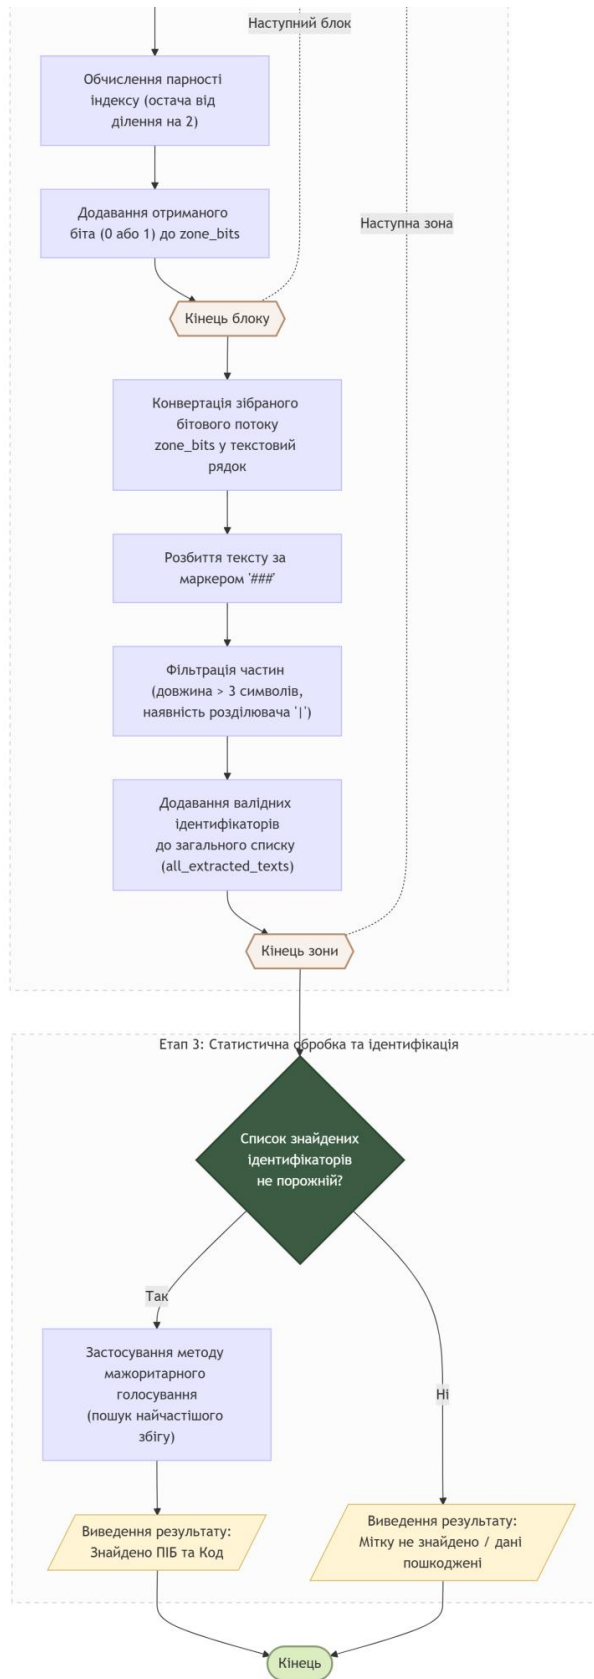 Наступний блок
Обчислення парності
індексу (остача від
ділення на 2)
Додавання отриманого
біта (0 або 1) до zone_bits
Наступна зона
Кінець блоку
Конвертація зібраного
бітового потоку
zone_bits у текстовий
рядок
Розбиття тексту за
маркером '###'
Фільтрація частин
(довжина > 3 символів,
наявність розділювача '|')
Додавання валідних
ідентифікаторів
до загального списку
(all_extracted_texts)
Кінець зони
Етап 3: Статистична обробка та ідентифікація
Список знайдених
ідентифікаторів
не порожній?
Так
Застосування методу
мажоритарного
голосування
(пошук найчастішого
збігу)
Ні
Виведення результату:
Знайдено ПІБ та Код
Виведення результату:
Мітку не знайдено / дані
пошкоджені
Кінець